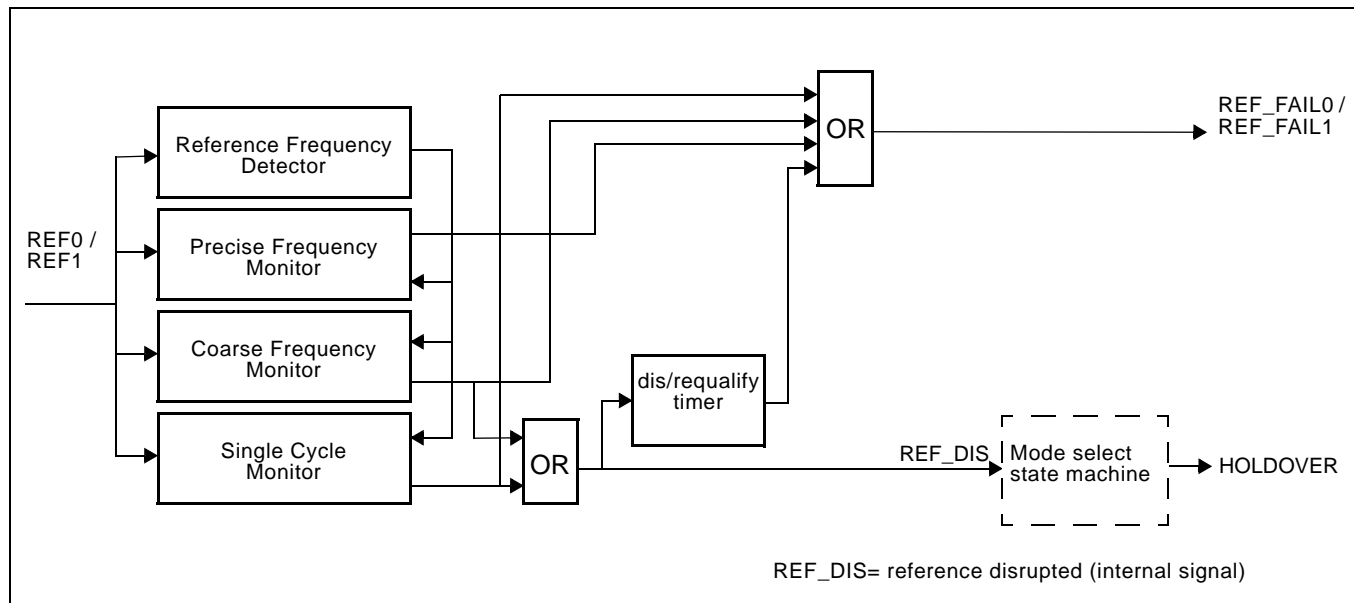 REF0 /
REF1
Reference Frequency
Detector
Precise Frequency
Monitor
Coarse Frequency
Monitor
Single Cycle
Monitor
OR
dis/requalify
timer
OR
REF_FAIL0 /
REF_FAIL1
REF_DIS
Mode select
state machine
HOLDOVER
REF_DIS= reference disrupted (internal signal)